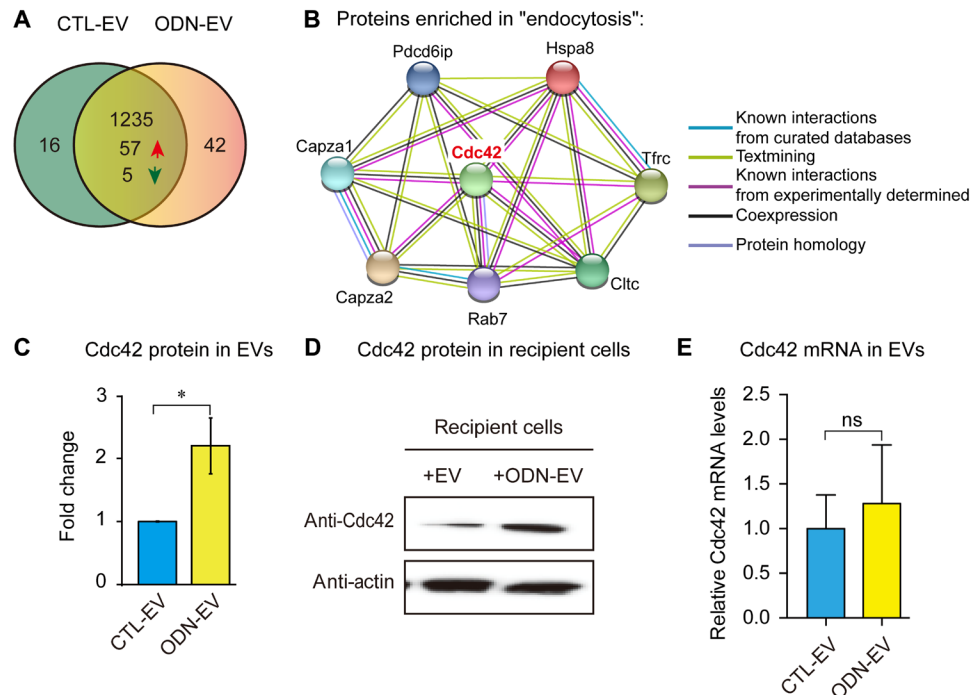 A
CTL-EV ODN-EV
16
1235
57
5
42
B Proteins enriched in "endocytosis":
Pdcd6ip
Hspa8
Capza1
Cdc42
Tfrc
Capza2
Rab7
Cltc
Known interactions
from curated databases
Textmining
Known interactions
from experimentally determined
Coexpression
Protein homology
C Cdc42 protein in EVs
Fold change
3
2
1
0
*
CTL-EV
ODN-EV
D Cdc42 protein in recipient cells
Recipient cells
+EV +ODN-EV
Anti-Cdc42
Anti-actin
E Cdc42 mRNA in EVs
Relative Cdc42 mRNA levels
2.5
2.0
1.5
1.0
0.5
0.0
ns
CTL-EV
ODN-EV